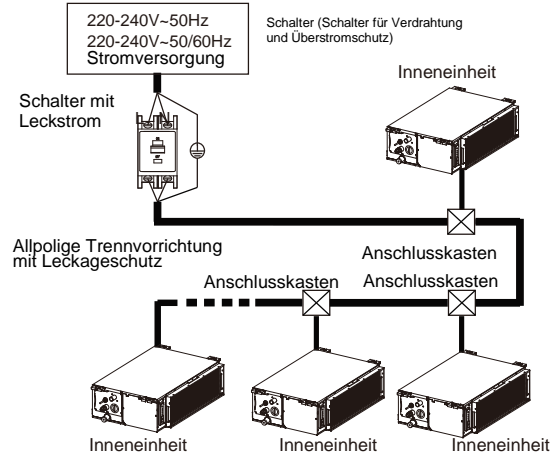 220-240V~50Hz
220-240V~50/60Hz
Stromversorgung
Schalter (Schalter für Verdrahtung
und Überstromschutz)
Schalter mit
Leckstrom
Inneneinheit
Allpolige Trennvorrichtung
mit Leckageschutz
Anschlusskasten
Anschlusskasten
Anschlusskasten
Inneneinheit
Inneneinheit
Inneneinheit